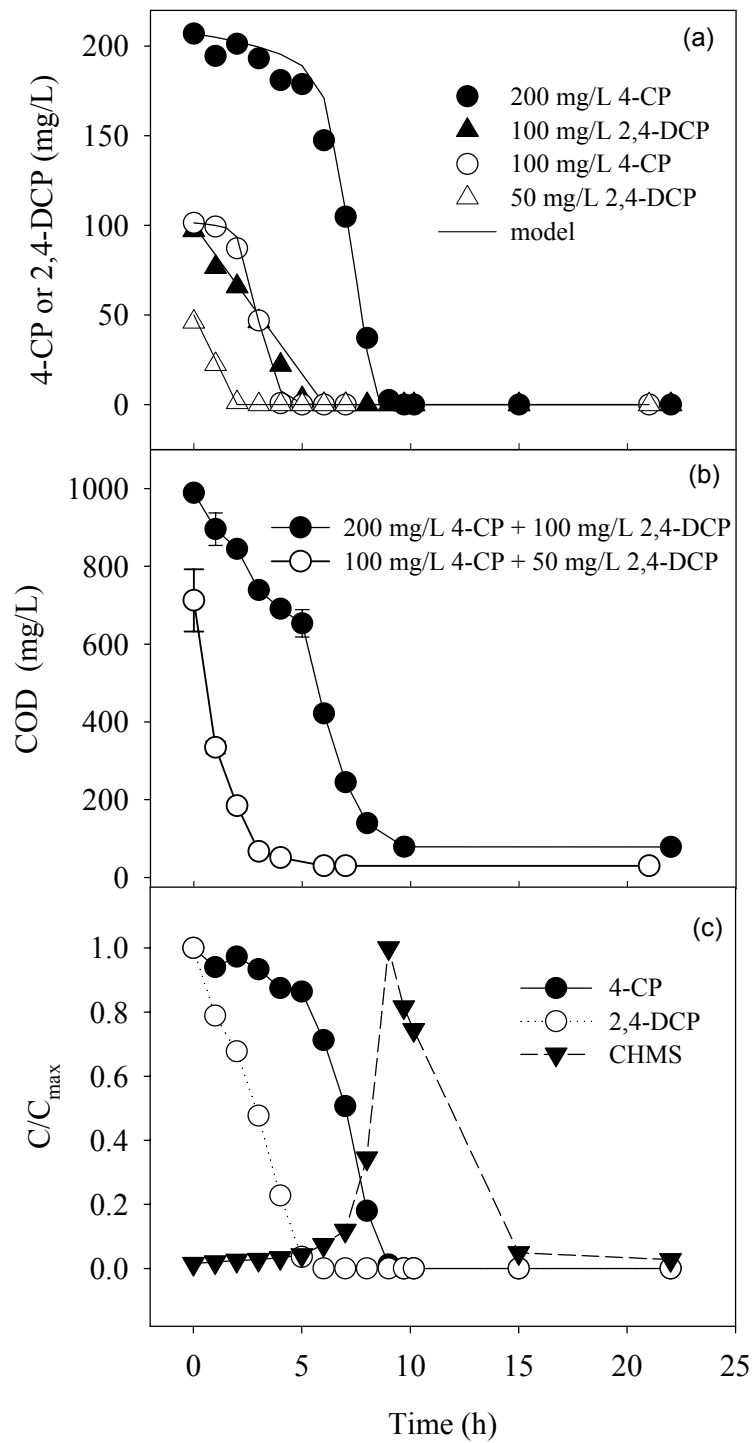 (a)
200
150
100
50
0
4-CP or 2,4-DCP (mg/L)
200 mg/L 4-CP
100 mg/L 2,4-DCP
100 mg/L 4-CP
50 mg/L 2,4-DCP
model
(b)
1000
800
600
400
200
0
COD (mg/L)
200 mg/L 4-CP + 100 mg/L 2,4-DCP
100 mg/L 4-CP + 50 mg/L 2,4-DCP
(c)
1.0
0.8
0.6
0.4
0.2
0.0
C/Cmax
4-CP
2,4-DCP
CHMS
0 5 10 15 20 25
Time (h)